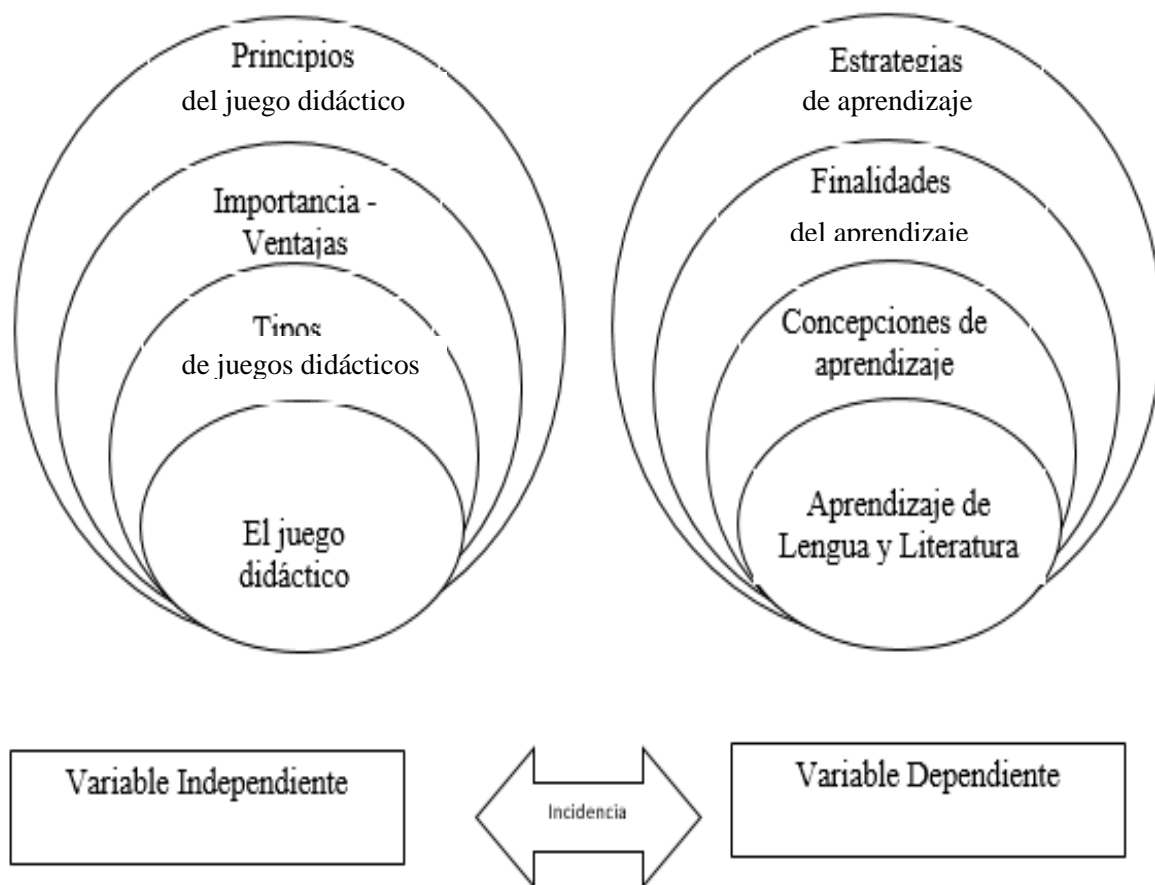 Principios
del juego didáctico
Importancia -
Ventajas
Tipos
de juegos didácticos
El juego
didáctico
Estrategias
de aprendizaje
Finalidades
del aprendizaje
Concepciones de
aprendizaje
Aprendizaje de
Lengua y Literatura
Variable Independiente
Incidencia
Variable Dependiente